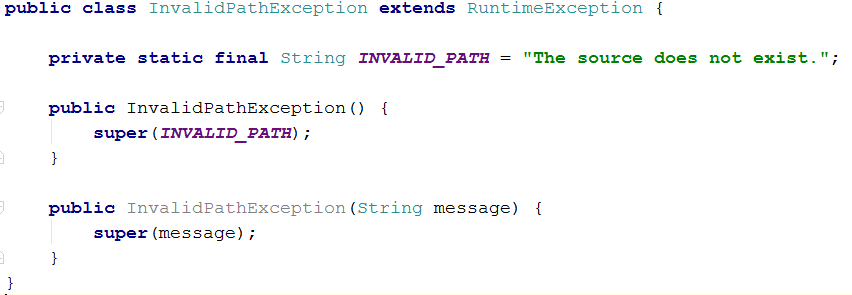 public class InvalidPathException extends RuntimeException {
private static final String INVALID_PATH = "The source does not exist.";
public InvalidPathException() {
super(INVALID_PATH);
}
public InvalidPathException(String message) {
super(message);
}
}